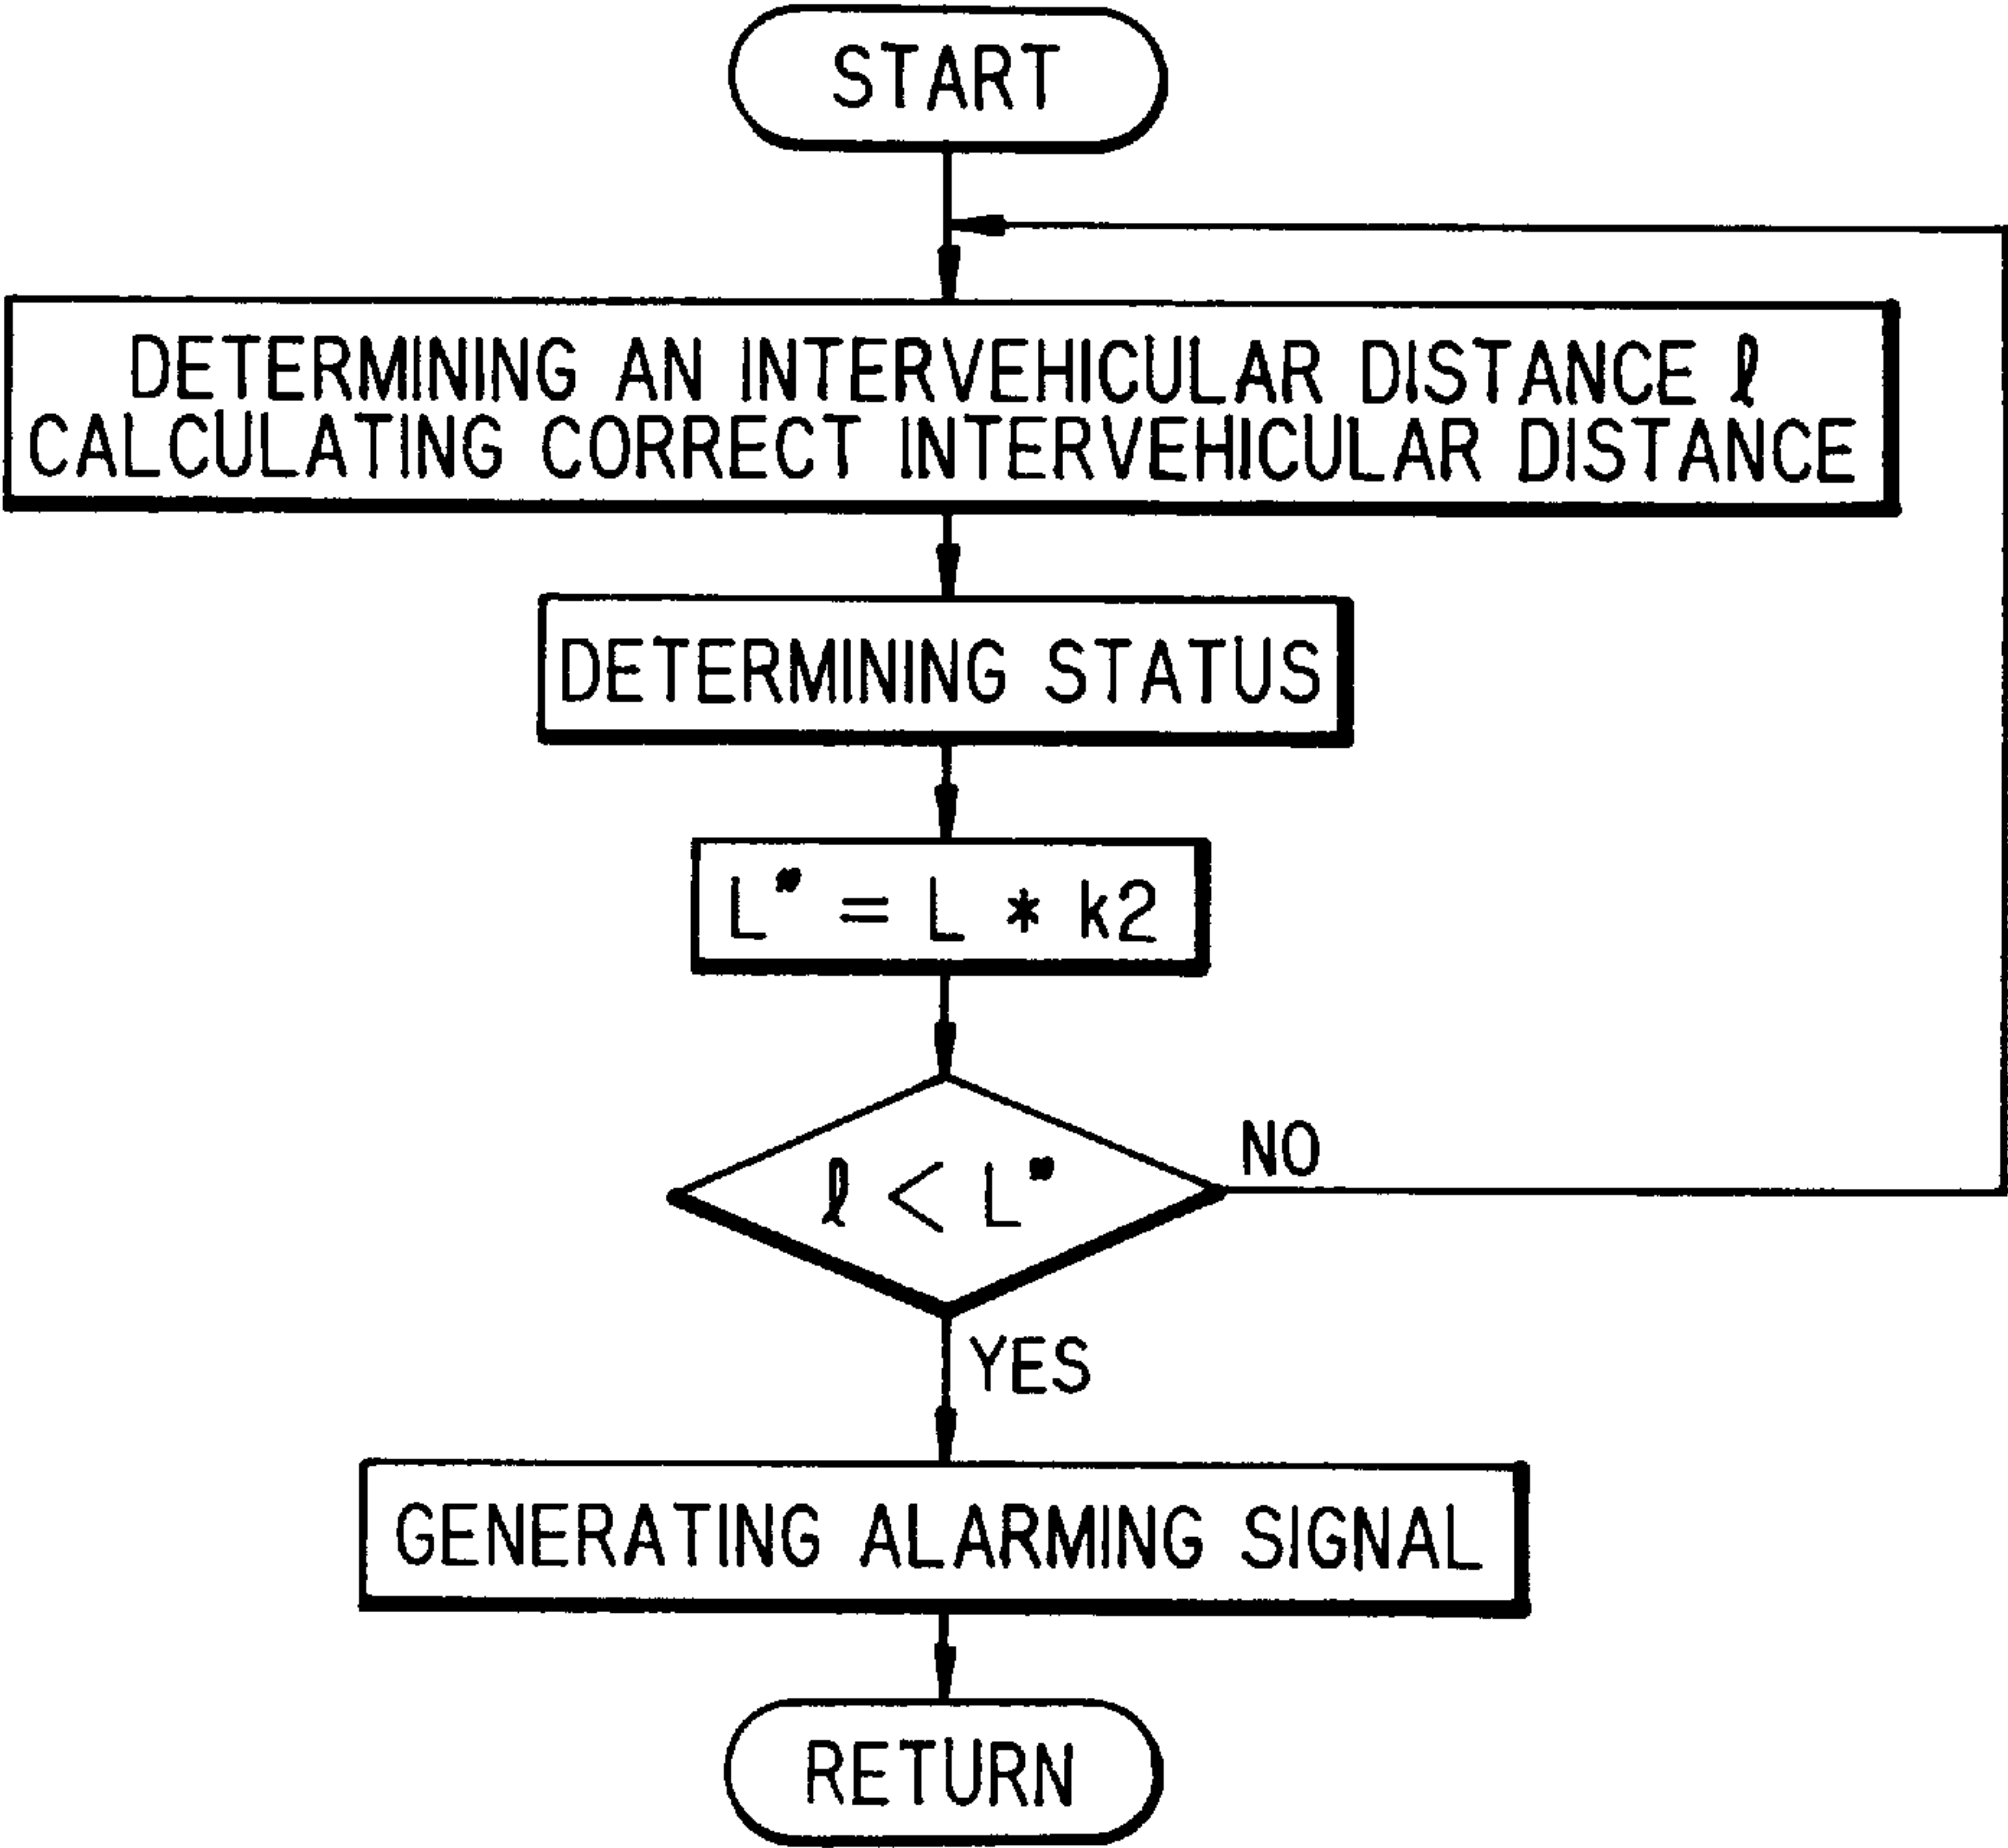 START
DETERMINING AN INTERVEHICULAR DISTANCE ℓ
CALCULATING CORRECT INTERVEHICULAR DISTANCE
DETERMINING STATUS
L" = L * k2
ℓ < L"
NO
YES
GENERATING ALARMING SIGNAL
RETURN